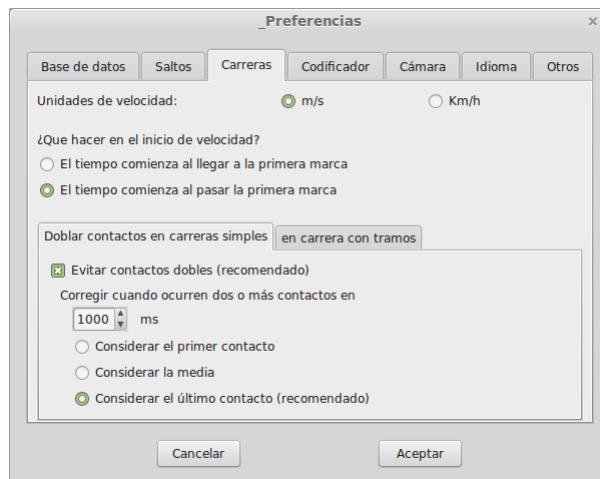 _Preferencias
Base de datos Saltos Carreras Codificador Cámara Idioma Otros
Unidades de velocidad: m/s Km/h
¿Que hacer en el inicio de velocidad?
El tiempo comienza al llegar a la primera marca
El tiempo comienza al pasar la primera marca
Doblar contactos en carreras simples en carrera con tramos
Evitar contactos dobles (recomendado)
Corregir cuando ocurren dos o más contactos en
1000 ms
Considerar el primer contacto
Considerar la media
Considerar el último contacto (recomendado)
Cancelar Aceptar